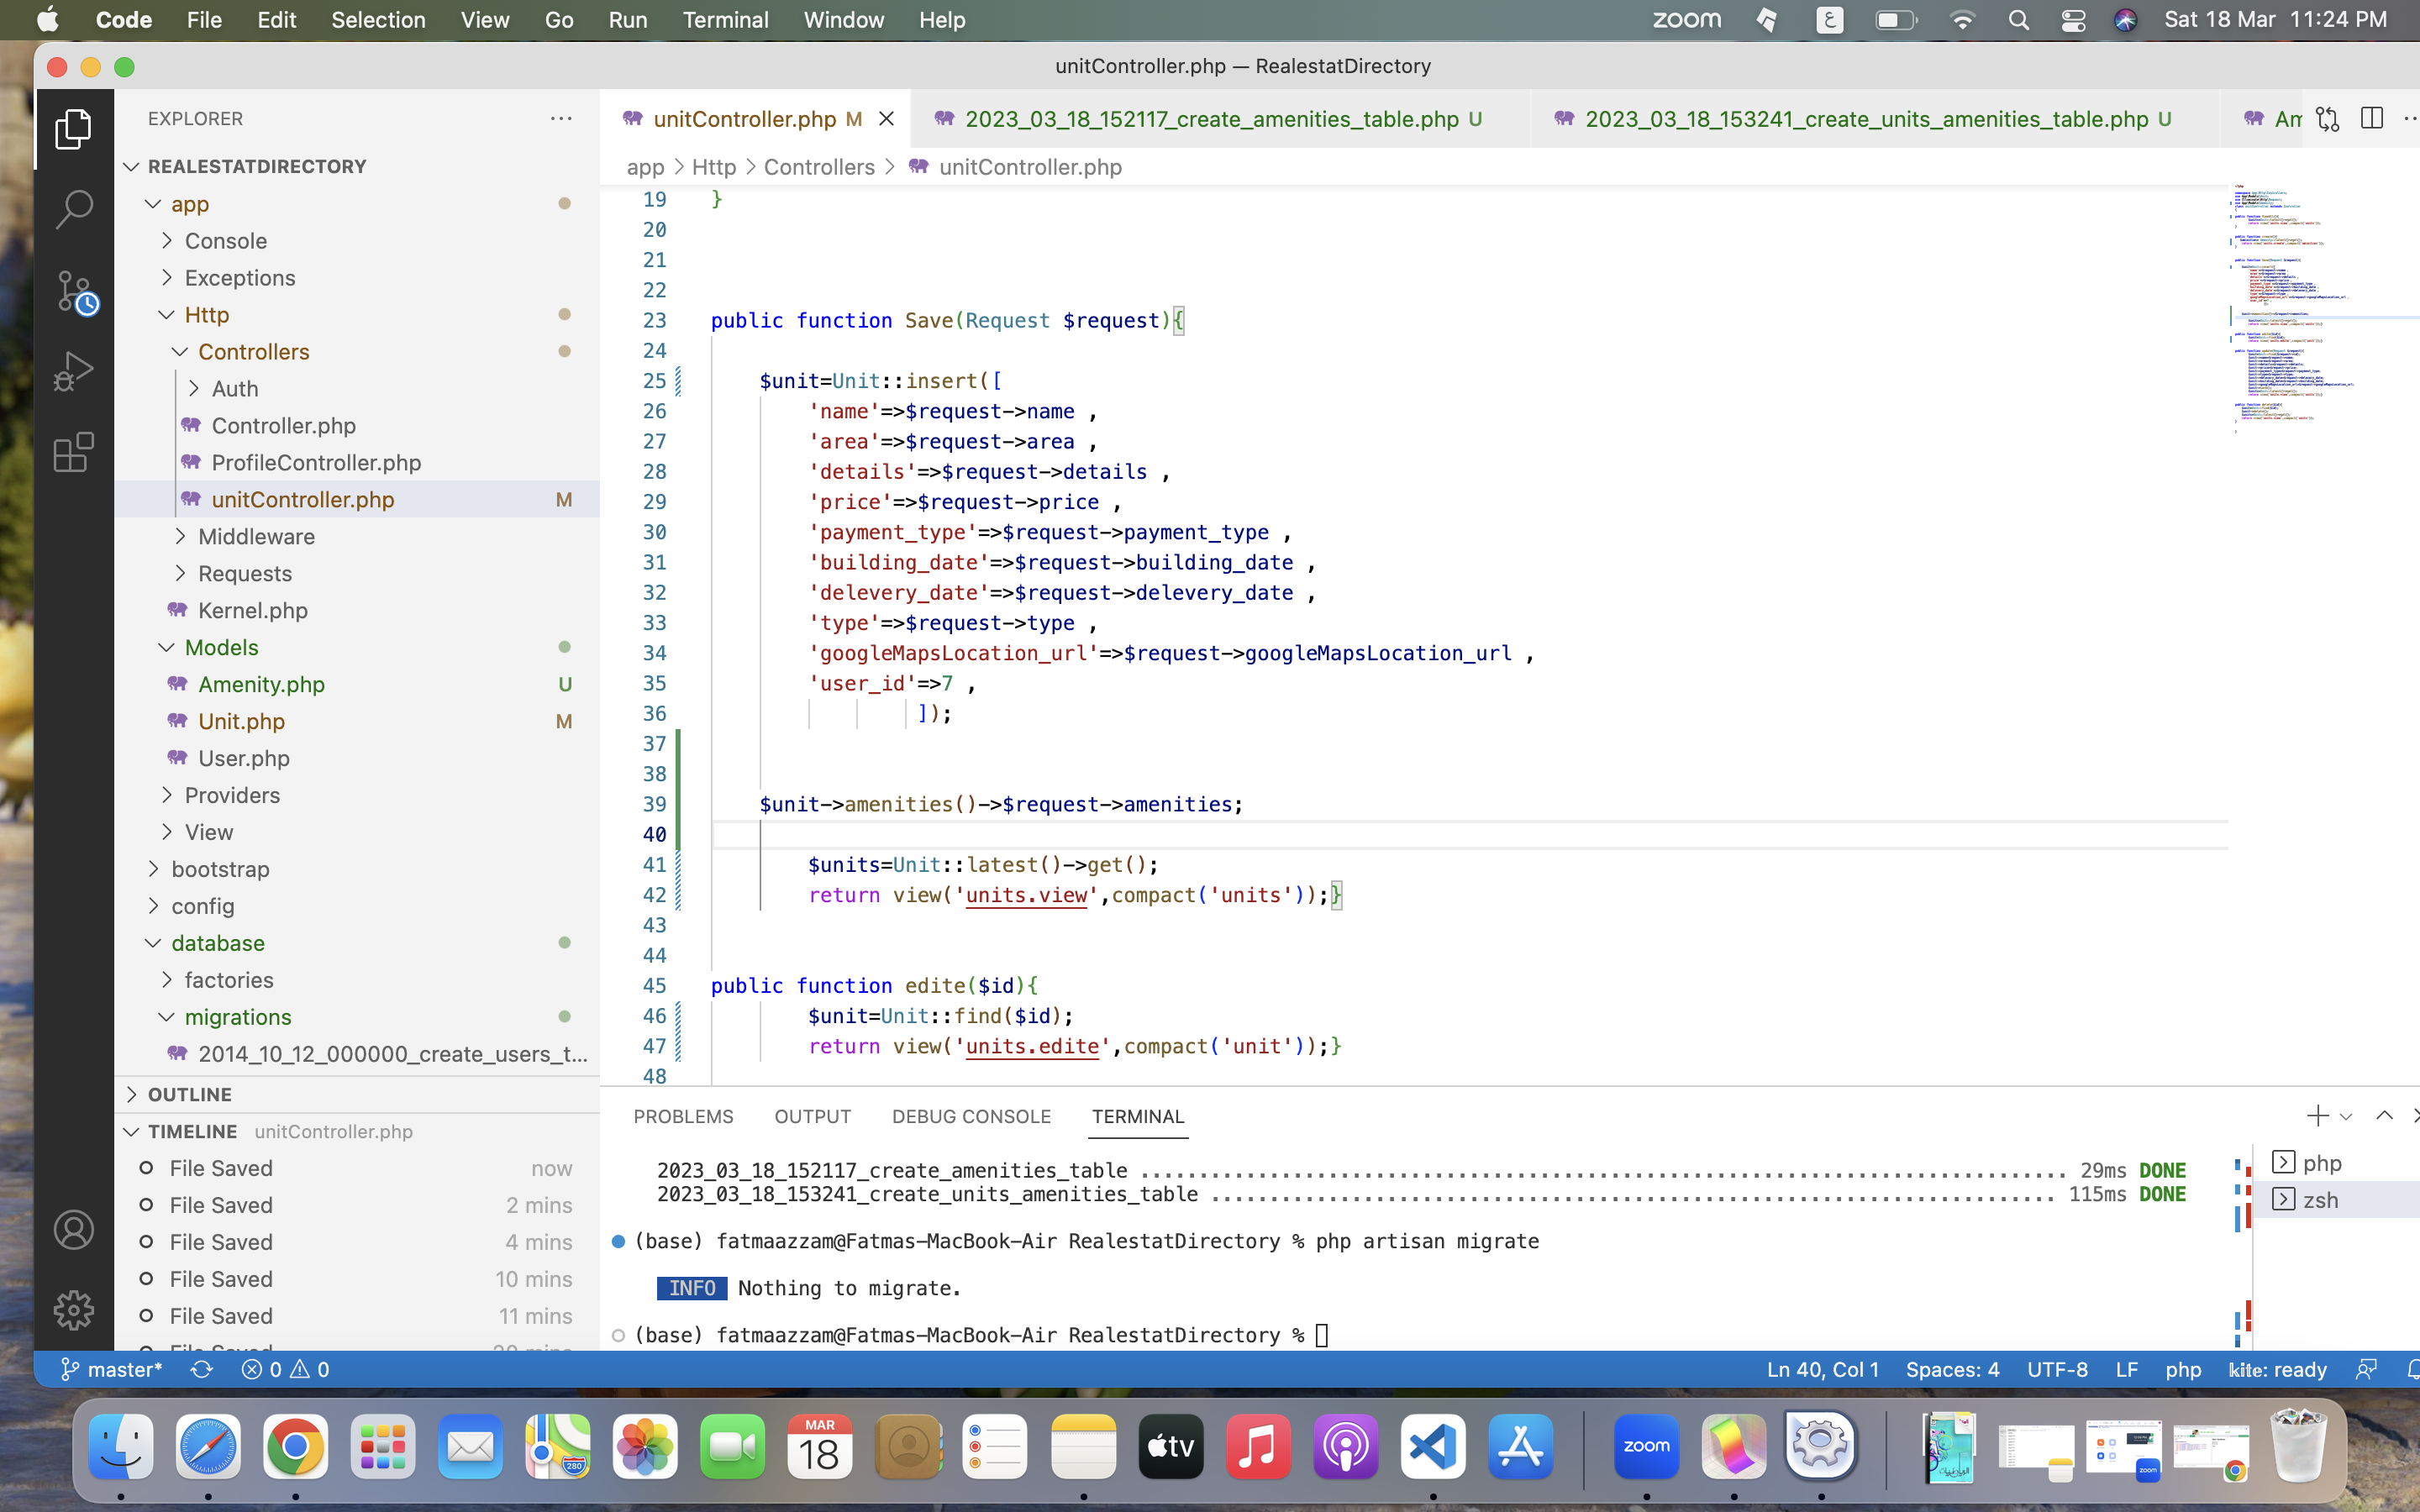 Code File Edit Selection View Go Run Terminal Window Help
zoom ع Sat 18 Mar 11:24 PM
unitController.php — RealestatDirectory
EXPLORER
REALESTATDIRECTORY
app
Console
Exceptions
Http
Controllers
Auth
Controller.php
ProfileController.php
unitController.php M
Middleware
Requests
Kernel.php
Models
Amenity.php U
Unit.php M
User.php
Providers
View
bootstrap
config
database
factories
migrations
2014_10_12_000000_create_users_t...
OUTLINE
TIMELINE unitController.php
File Saved now
File Saved 2 mins
File Saved 4 mins
File Saved 10 mins
File Saved 11 mins
unitController.php M 2023_03_18_152117_create_amenities_table.php U 2023_03_18_153241_create_units_amenities_table.php U Am
app > Http > Controllers > unitController.php
19 }
20
21
22
23 public function Save(Request $request){
24
25 $unit=Unit::insert([
26 'name'=>$request->name ,
27 'area'=>$request->area ,
28 'details'=>$request->details ,
29 'price'=>$request->price ,
30 'payment_type'=>$request->payment_type ,
31 'building_date'=>$request->building_date ,
32 'delevery_date'=>$request->delevery_date ,
33 'type'=>$request->type ,
34 'googleMapsLocation_url'=>$request->googleMapsLocation_url ,
35 'user_id'=>7 ,
36 ]);
37
38
39 $unit->amenities()->$request->amenities;
40
41 $units=Unit::latest()->get();
42 return view('units.view',compact('units'));}
43
44
45 public function edite($id){
46 $unit=Unit::find($id);
47 return view('units.edite',compact('unit'));}
48
PROBLEMS OUTPUT DEBUG CONSOLE TERMINAL
2023_03_18_152117_create_amenities_table ........ 29ms DONE
2023_03_18_153241_create_units_amenities_table ........ 115ms DONE
(base) fatmaazzam@Fatmas-MacBook-Air RealestatDirectory % php artisan migrate
INFO Nothing to migrate.
(base) fatmaazzam@Fatmas-MacBook-Air RealestatDirectory %
php
zsh
master* 0 0 Ln 40, Col 1 Spaces: 4 UTF-8 LF php kite: ready
280
MAR
18
tv
zoom
zoom